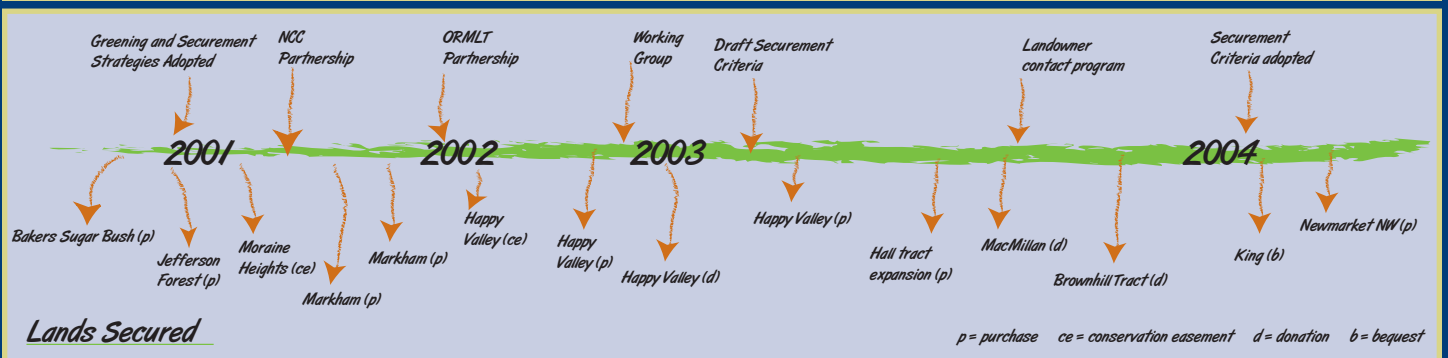 Greening and Securement
Strategies Adopted
NCC
Partnership
ORMLT
Partnership
Working
Group
Draft Securement
Criteria
Landowner
contact program
Securement
Criteria adopted
2001
2002
2003
2004
Bakers Sugar Bush (p)
Jefferson
Forest (p)
Moraine
Heights (ce)
Markham (p)
Markham (p)
Happy
Valley (ce)
Happy
Valley (p)
Happy Valley (d)
Happy Valley (p)
Hall tract
expansion (p)
MacMillan (d)
Brownhill Tract (d)
King (b)
Newmarket NW (p)
Lands Secured
p = purchase ce = conservation easement d = donation b = bequest